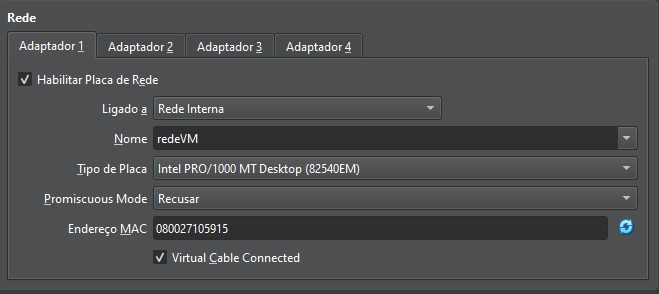 Rede
Adaptador 1 Adaptador 2 Adaptador 3 Adaptador 4
Habilitar Placa de Rede
Ligado a Rede Interna
Nome redeVM
Tipo de Placa Intel PRO/1000 MT Desktop (82540EM)
Promiscuous Mode Recusar
Endereço MAC 080027105915
Virtual Cable Connected